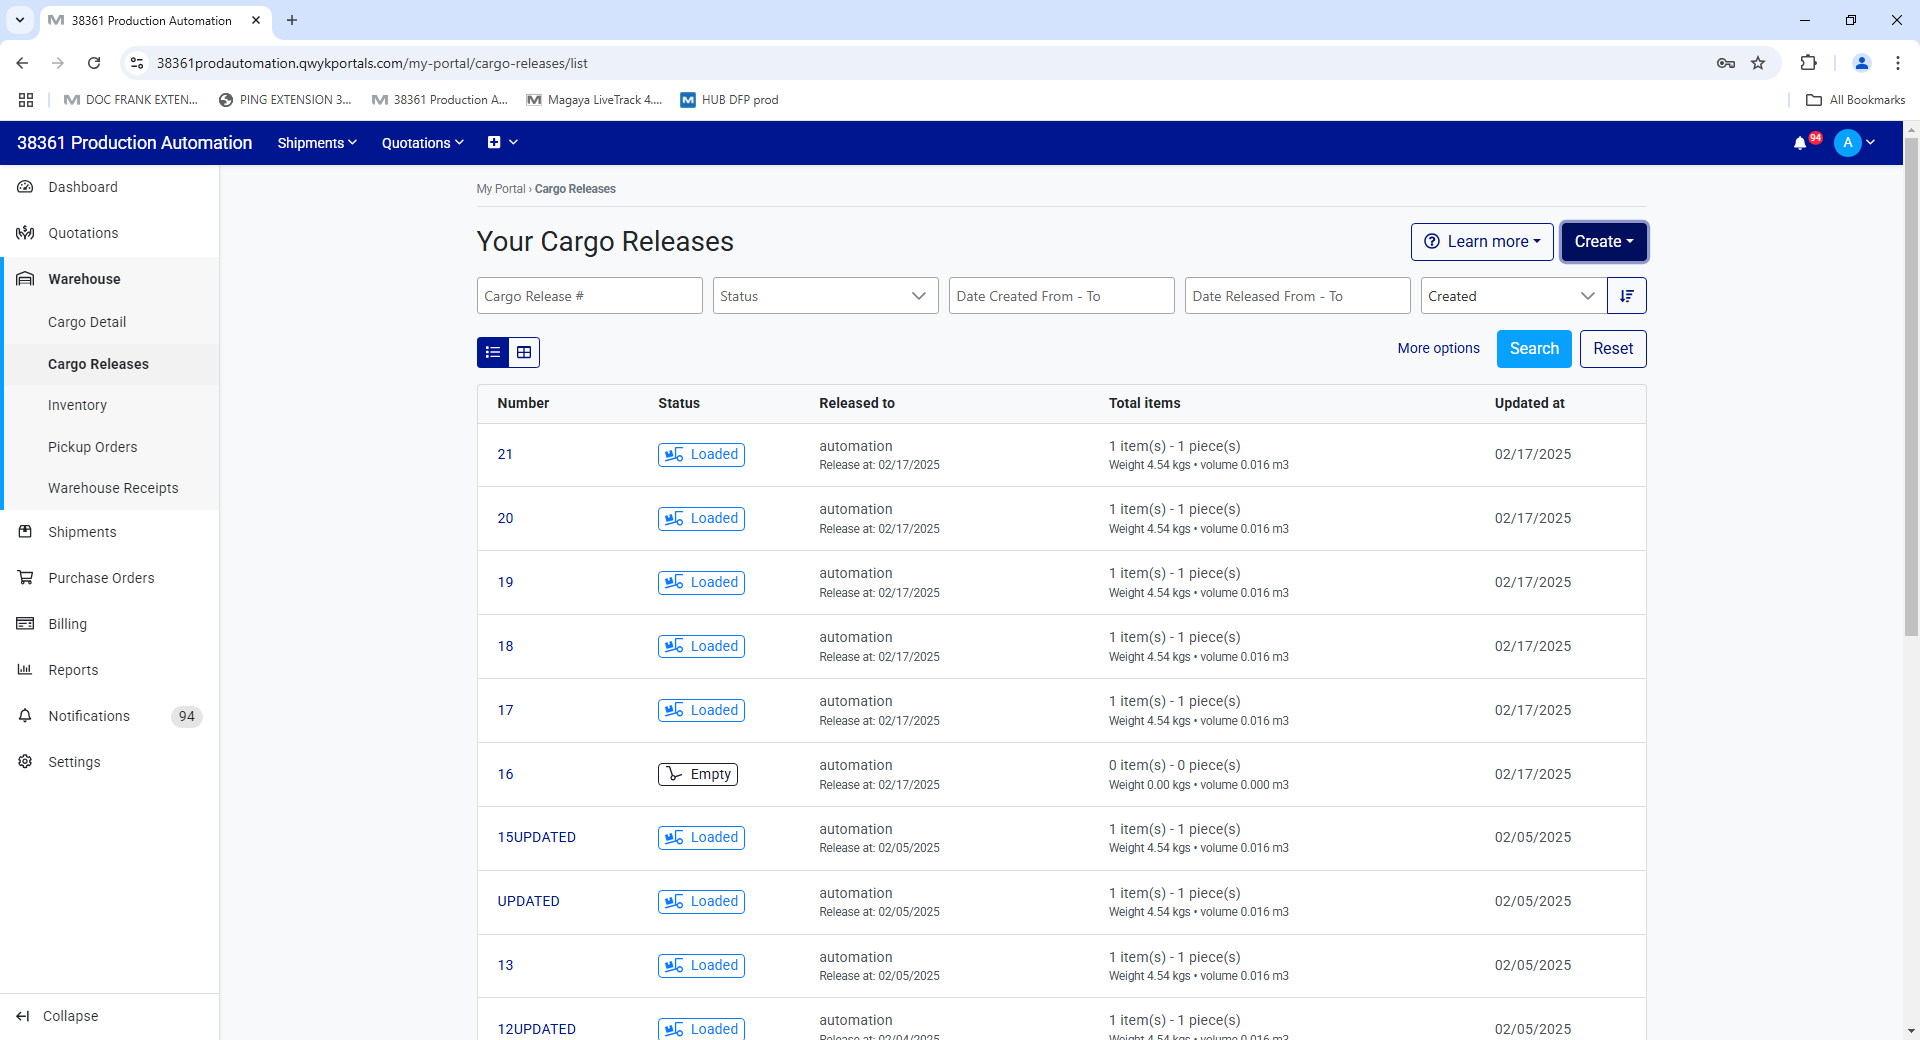 38361 Production Automation
38361prodautomation.qwykportals.com/my-portal/cargo-releases/list
DOC FRANK EXTEN...
PING EXTENSION 3...
38361 Production A...
Magaya LiveTrack 4....
HUB DFP prod
All Bookmarks
38361 Production Automation
Shipments
Quotations
94
A
Dashboard
Quotations
Warehouse
Cargo Detail
Cargo Releases
Inventory
Pickup Orders
Warehouse Receipts
Shipments
Purchase Orders
Billing
Reports
Notifications 94
Settings
Collapse
My Portal › Cargo Releases
Your Cargo Releases
Learn more
Create
Cargo Release #
Status
Date Created From - To
Date Released From - To
Created
More options
Search
Reset
Number Status Released to Total items Updated at
21 Loaded automation 1 item(s) - 1 piece(s) 02/17/2025
Release at: 02/17/2025 Weight 4.54 kgs • volume 0.016 m3
20 Loaded automation 1 item(s) - 1 piece(s) 02/17/2025
Release at: 02/17/2025 Weight 4.54 kgs • volume 0.016 m3
19 Loaded automation 1 item(s) - 1 piece(s) 02/17/2025
Release at: 02/17/2025 Weight 4.54 kgs • volume 0.016 m3
18 Loaded automation 1 item(s) - 1 piece(s) 02/17/2025
Release at: 02/17/2025 Weight 4.54 kgs • volume 0.016 m3
17 Loaded automation 1 item(s) - 1 piece(s) 02/17/2025
Release at: 02/17/2025 Weight 4.54 kgs • volume 0.016 m3
16 Empty automation 0 item(s) - 0 piece(s) 02/17/2025
Release at: 02/17/2025 Weight 0.00 kgs • volume 0.000 m3
15UPDATED Loaded automation 1 item(s) - 1 piece(s) 02/05/2025
Release at: 02/05/2025 Weight 4.54 kgs • volume 0.016 m3
UPDATED Loaded automation 1 item(s) - 1 piece(s) 02/05/2025
Release at: 02/05/2025 Weight 4.54 kgs • volume 0.016 m3
13 Loaded automation 1 item(s) - 1 piece(s) 02/05/2025
Release at: 02/05/2025 Weight 4.54 kgs • volume 0.016 m3
12UPDATED Loaded automation 1 item(s) - 1 piece(s) 02/05/2025
Release at: 02/04/2025 Weight 4.54 kgs • volume 0.016 m3